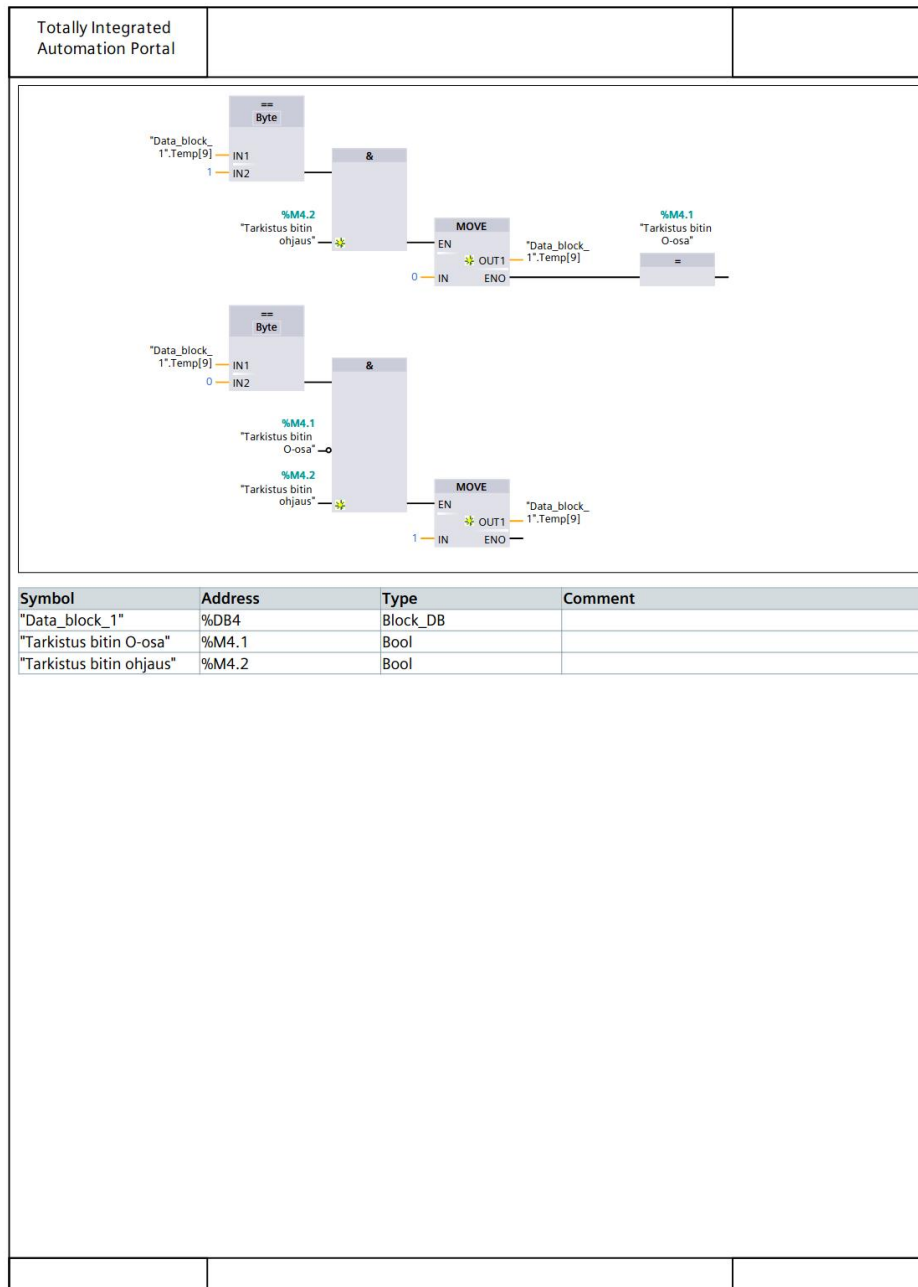 Totally Integrated
Automation Portal
==
Byte
"Data_block_
1".Temp[9]
IN1
1
IN2
&
%M4.2
"Tarkistus bitin
ohjaus"
MOVE
EN
OUT1
"Data_block_
1".Temp[9]
0
IN
ENO
%M4.1
"Tarkistus bitin
O-osa"
=
==
Byte
"Data_block_
1".Temp[9]
IN1
0
IN2
&
%M4.1
"Tarkistus bitin
O-osa"
%M4.2
"Tarkistus bitin
ohjaus"
MOVE
EN
OUT1
"Data_block_
1".Temp[9]
1
IN
ENO
Symbol Address Type Comment
"Data_block_1" %DB4 Block_DB
"Tarkistus bitin O-osa" %M4.1 Bool
"Tarkistus bitin ohjaus" %M4.2 Bool